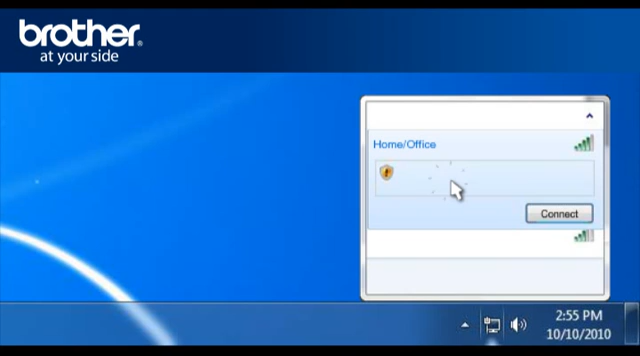 brother®
at your side
Home/Office
Connect
2:55 PM
10/10/2010